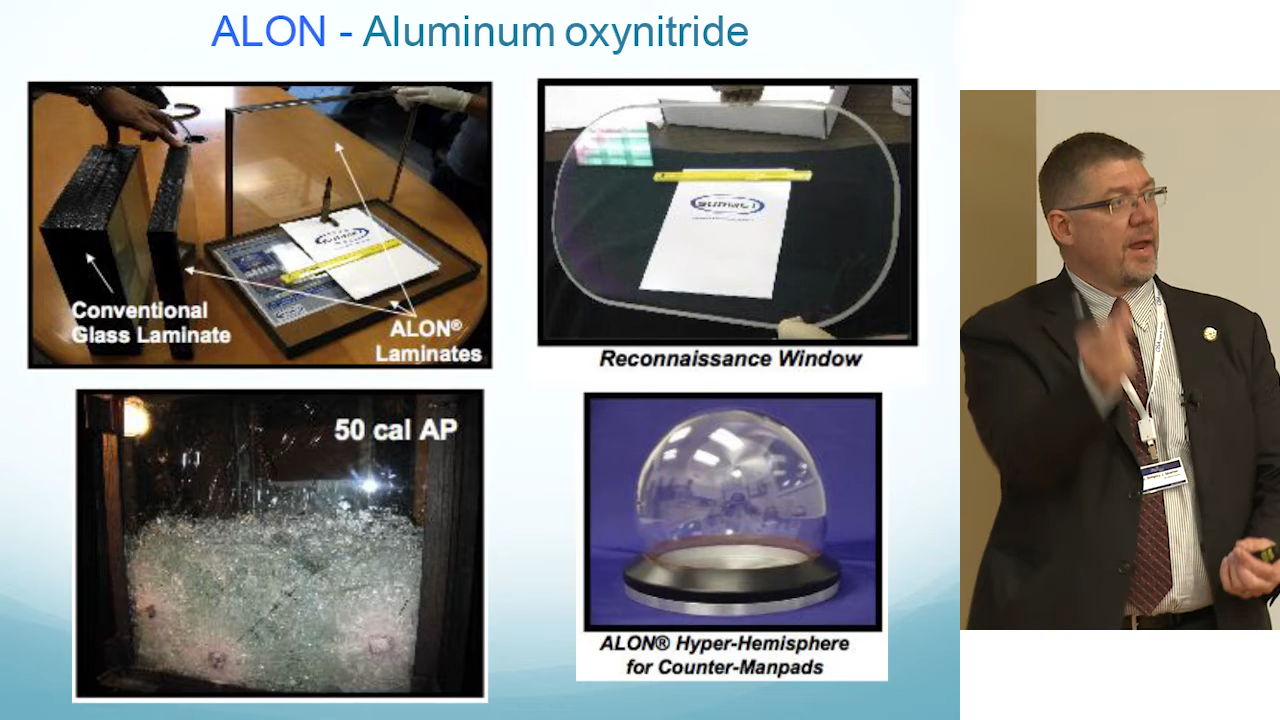 ALON - Aluminum oxynitride
Conventional
Glass Laminate
ALON®
Laminates
Reconnaissance Window
50 cal AP
ALON® Hyper-Hemisphere
for Counter-Manpads